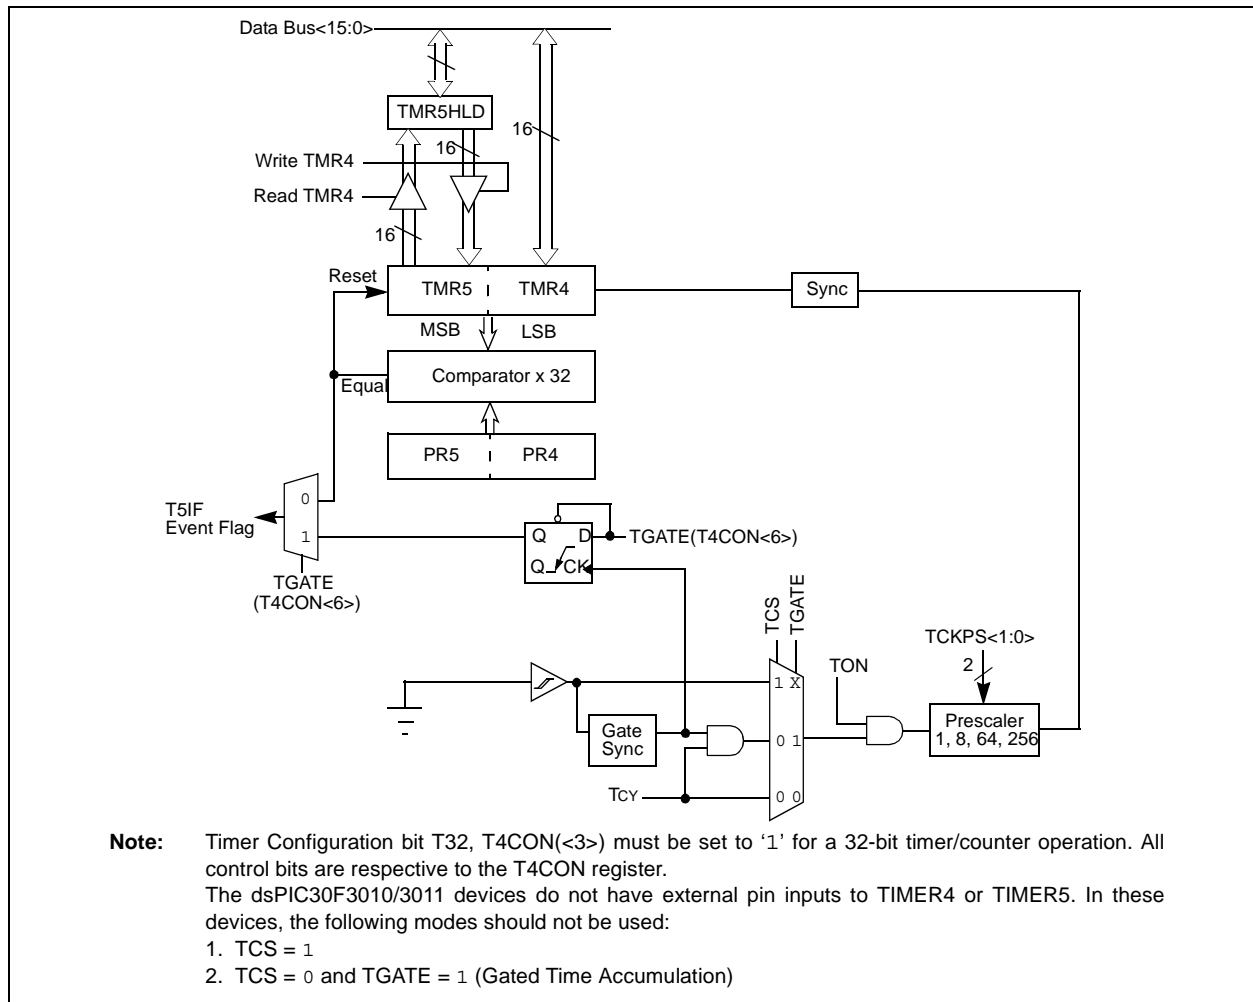 Data Bus<15:0>
TMR5HLD
16
16
Write TMR4
Read TMR4
16
Reset
TMR5
TMR4
Sync
MSB
LSB
Equal
Comparator x 32
PR5
PR4
0
1
T5IF
Event Flag
TGATE
(T4CON<6>)
Q
D
Q
CK
TGATE(T4CON<6>)
TCS
TGATE
1 X
0 1
0 0
Gate
Sync
TCY
TON
TCKPS<1:0>
2
Prescaler
1, 8, 64, 256
Note: Timer Configuration bit T32, T4CON(<3>) must be set to ‘1’ for a 32-bit timer/counter operation. All
control bits are respective to the T4CON register.
The dsPIC30F3010/3011 devices do not have external pin inputs to TIMER4 or TIMER5. In these
devices, the following modes should not be used:
1. TCS = 1
2. TCS = 0 and TGATE = 1 (Gated Time Accumulation)